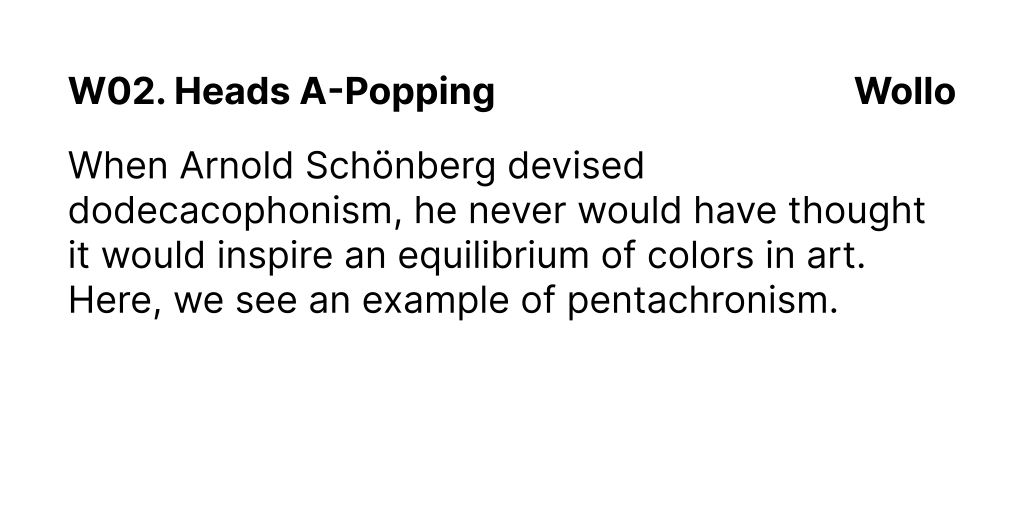 W02. Heads A-Popping Wollo
When Arnold Schönberg devised
dodecacophonism, he never would have thought
it would inspire an equilibrium of colors in art.
Here, we see an example of pentachronism.